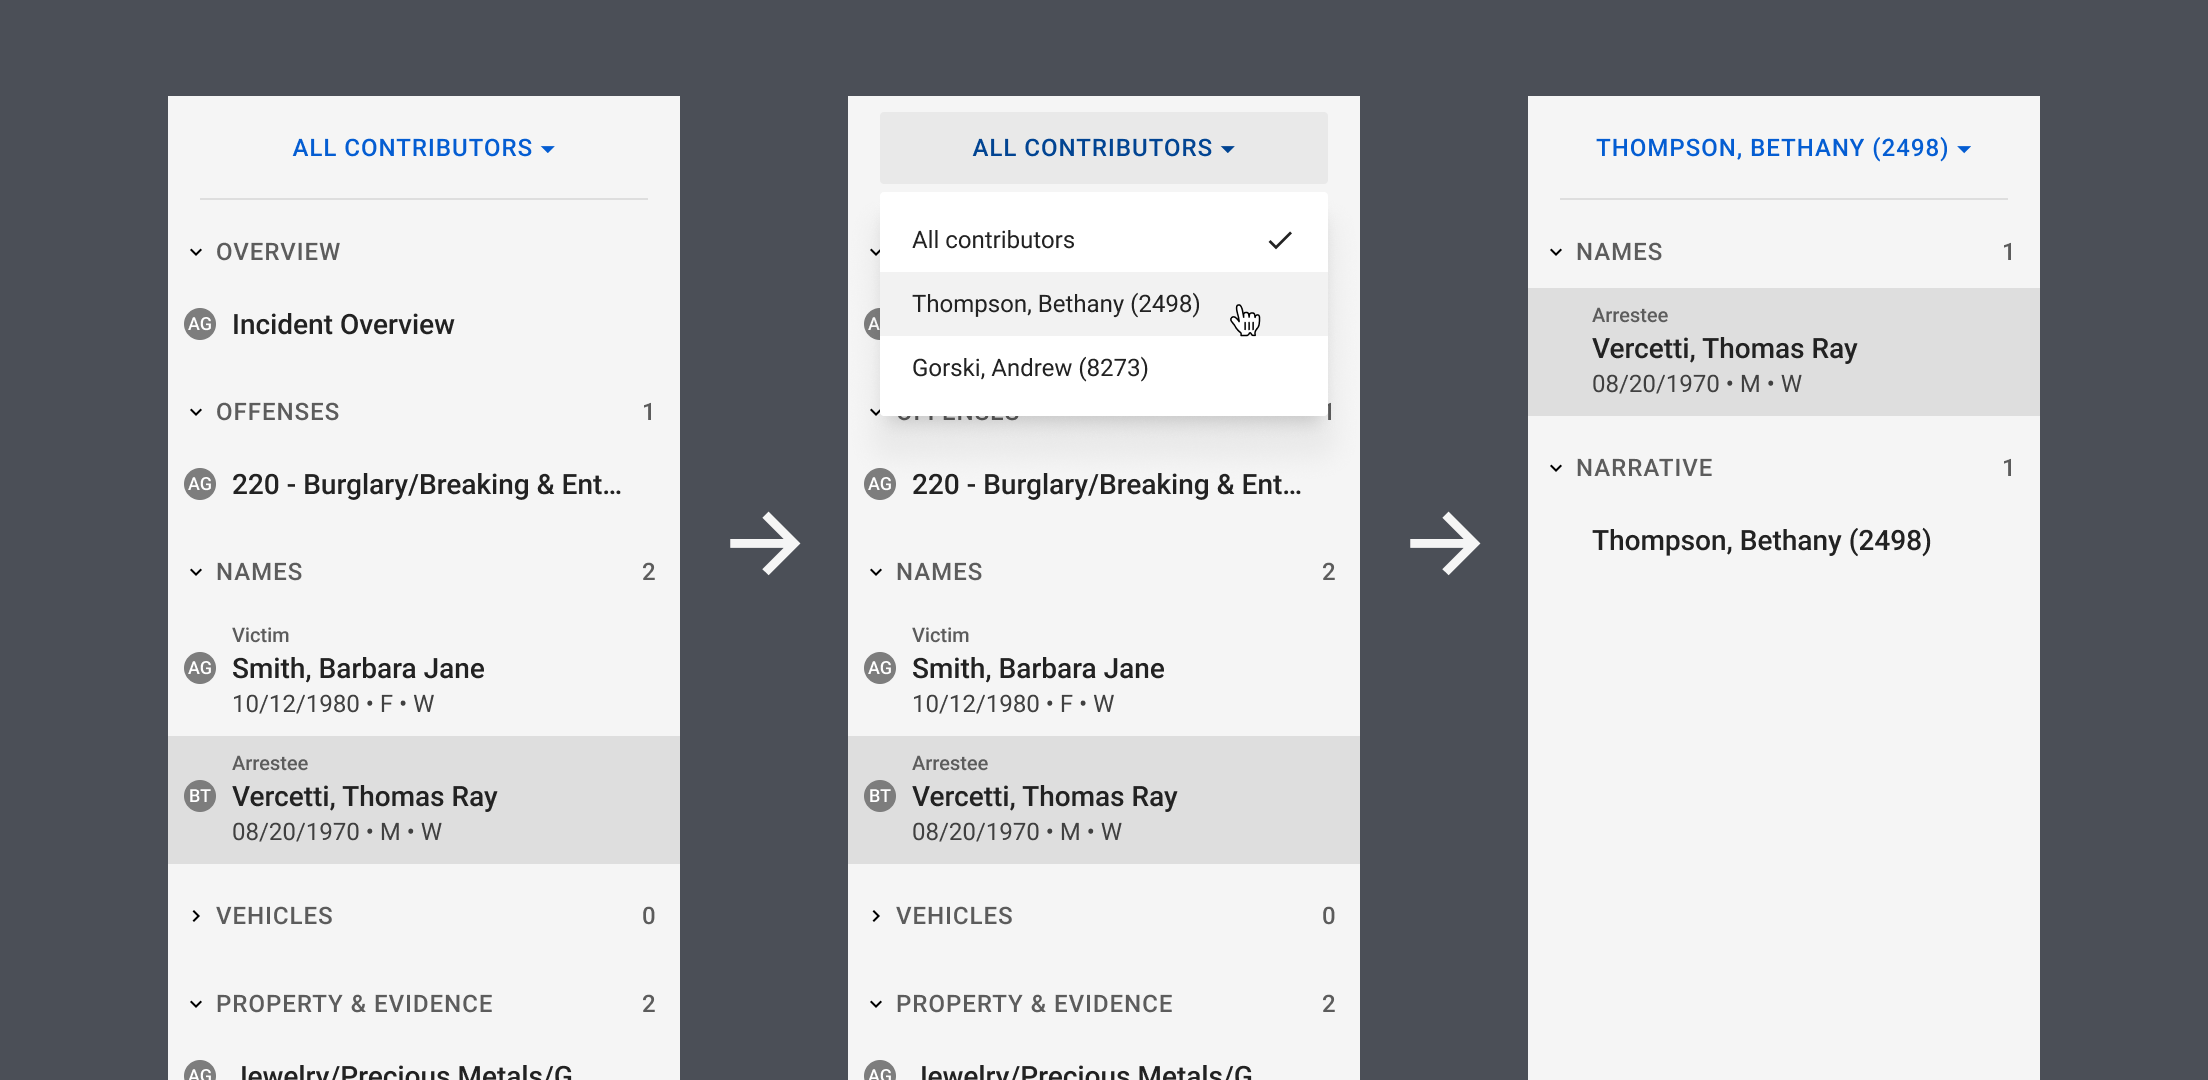 ALL CONTRIBUTORS
OVERVIEW
AG Incident Overview
OFFENSES 1
AG 220 - Burglary/Breaking & Ent...
NAMES 2
Victim
AG Smith, Barbara Jane
10/12/1980 • F • W
Arrestee
BT Vercetti, Thomas Ray
08/20/1970 • M • W
VEHICLES 0
PROPERTY & EVIDENCE 2
AG Jewelry/Precious Metals/G
ALL CONTRIBUTORS
All contributors
Thompson, Bethany (2498)
Gorski, Andrew (8273)
OFFENSES 1
AG 220 - Burglary/Breaking & Ent...
NAMES 2
Victim
AG Smith, Barbara Jane
10/12/1980 • F • W
Arrestee
BT Vercetti, Thomas Ray
08/20/1970 • M • W
VEHICLES 0
PROPERTY & EVIDENCE 2
AG Jewelry/Precious Metals/G
THOMPSON, BETHANY (2498)
NAMES 1
Arrestee
Vercetti, Thomas Ray
08/20/1970 • M • W
NARRATIVE 1
Thompson, Bethany (2498)